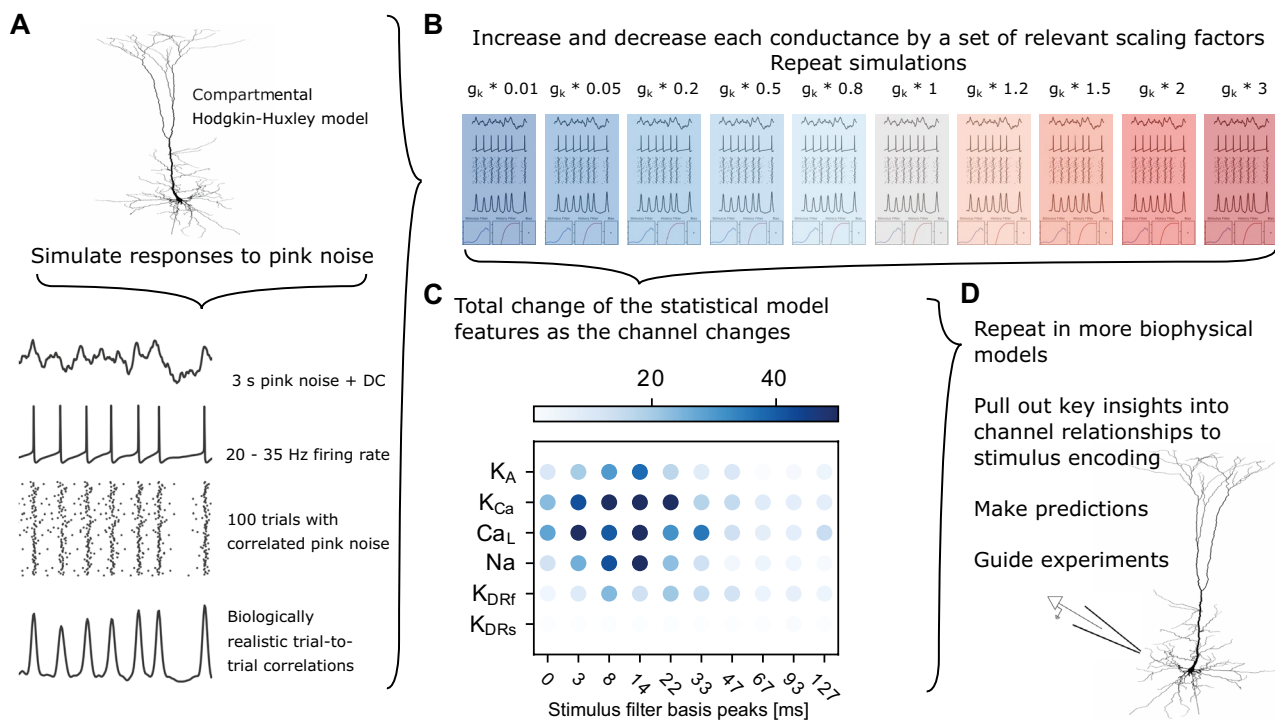 A
Compartmental
Hodgkin-Huxley model
Simulate responses to pink noise
3 s pink noise + DC
20 - 35 Hz firing rate
100 trials with
correlated pink noise
Biologically
realistic trial-to-
trial correlations
B
Increase and decrease each conductance by a set of relevant scaling factors
Repeat simulations
gk * 0.01 gk * 0.05 gk * 0.2 gk * 0.5 gk * 0.8 gk * 1 gk * 1.2 gk * 1.5 gk * 2 gk * 3
C
Total change of the statistical model
features as the channel changes
20 40
KA
KCa
CaL
Na
KDRf
KDRs
0 3 8 14 22 33 47 67 93 127
Stimulus filter basis peaks [ms]
D
Repeat in more biophysical
models
Pull out key insights into
channel relationships to
stimulus encoding
Make predictions
Guide experiments